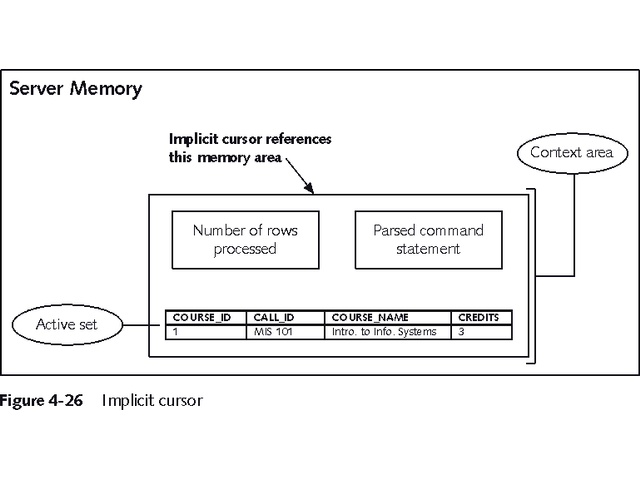 Server Memory
Implicit cursor references
this memory area
Context area
Number of rows
processed
Parsed command
statement
Active set
COURSE_ID CALL_ID COURSE_NAME CREDITS
1 MIS 101 Intro. to Info. Systems 3
Figure 4-26 Implicit cursor